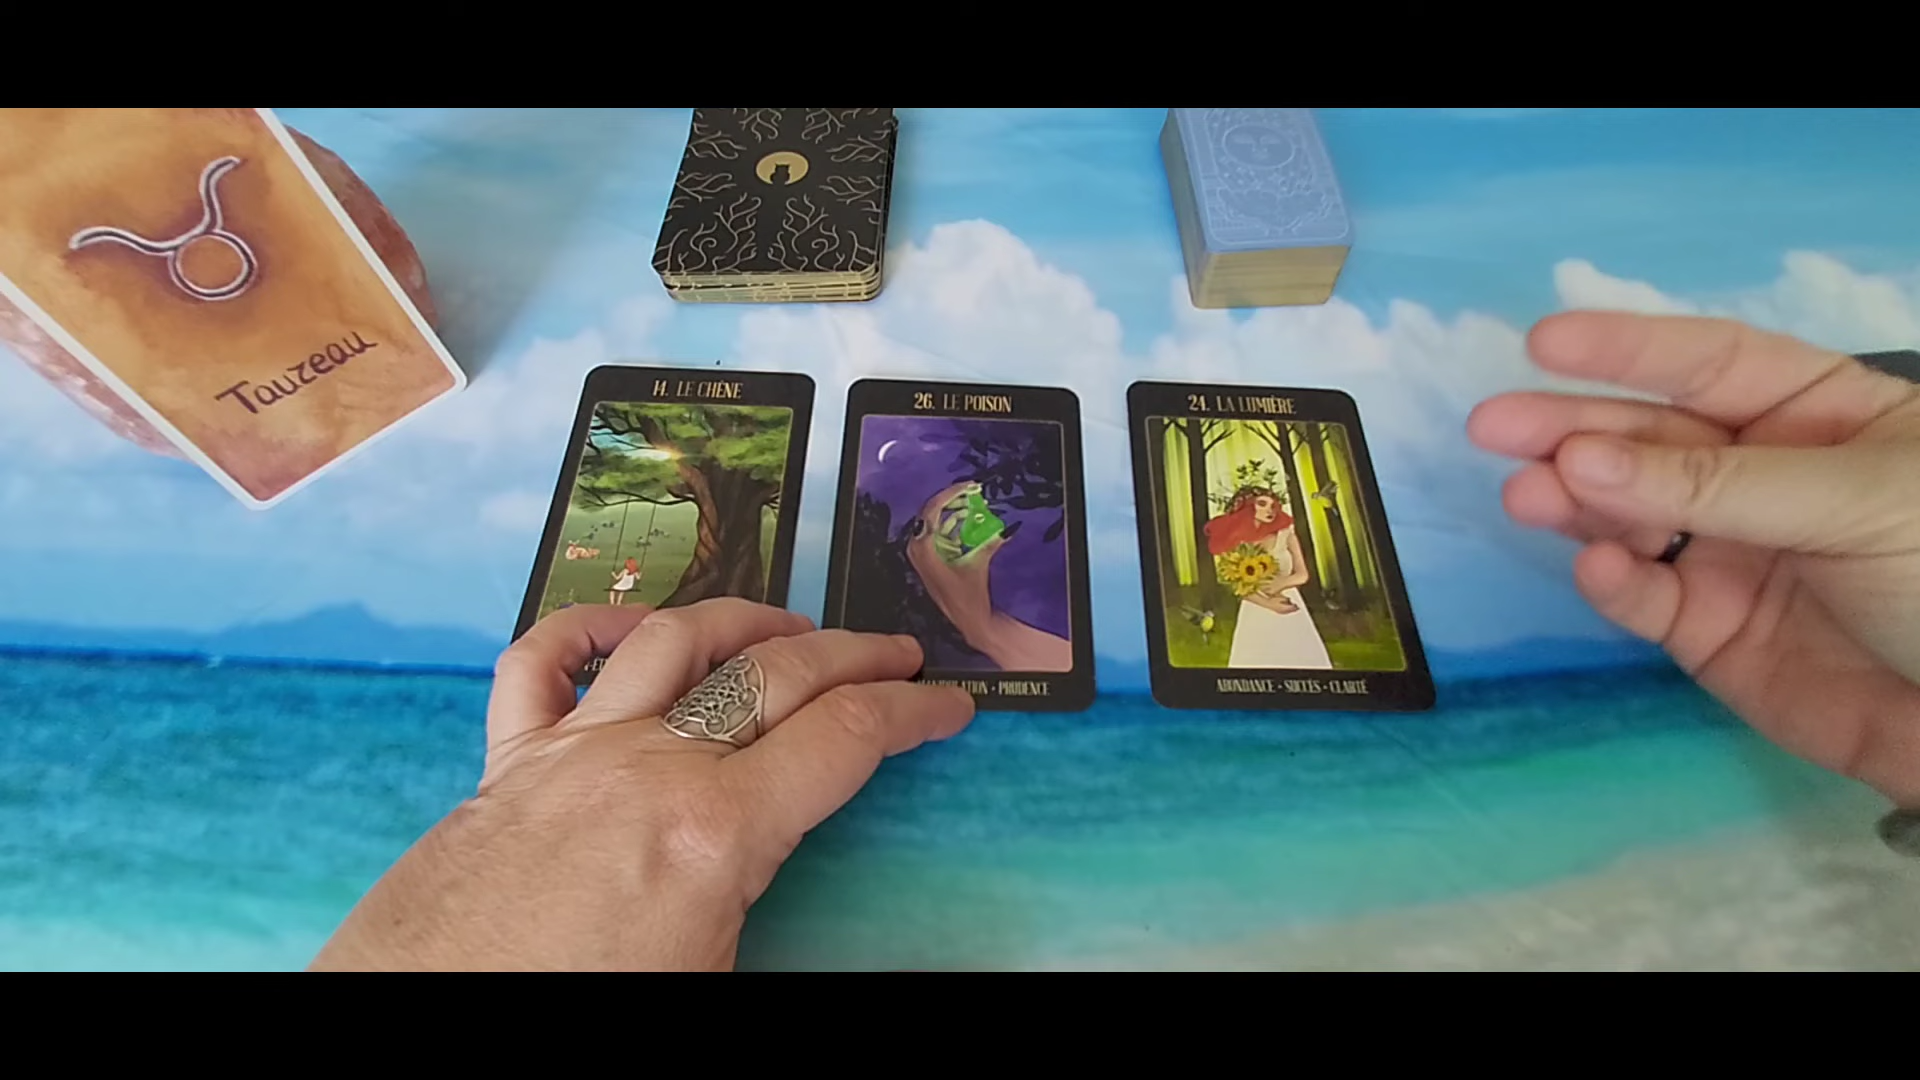 Taureau
14. LE CHÊNE
26. LE POISON
PRUDENCE
24. LA LUMIÈRE
ABONDANCE • SUCCÈS • CLARTÉ